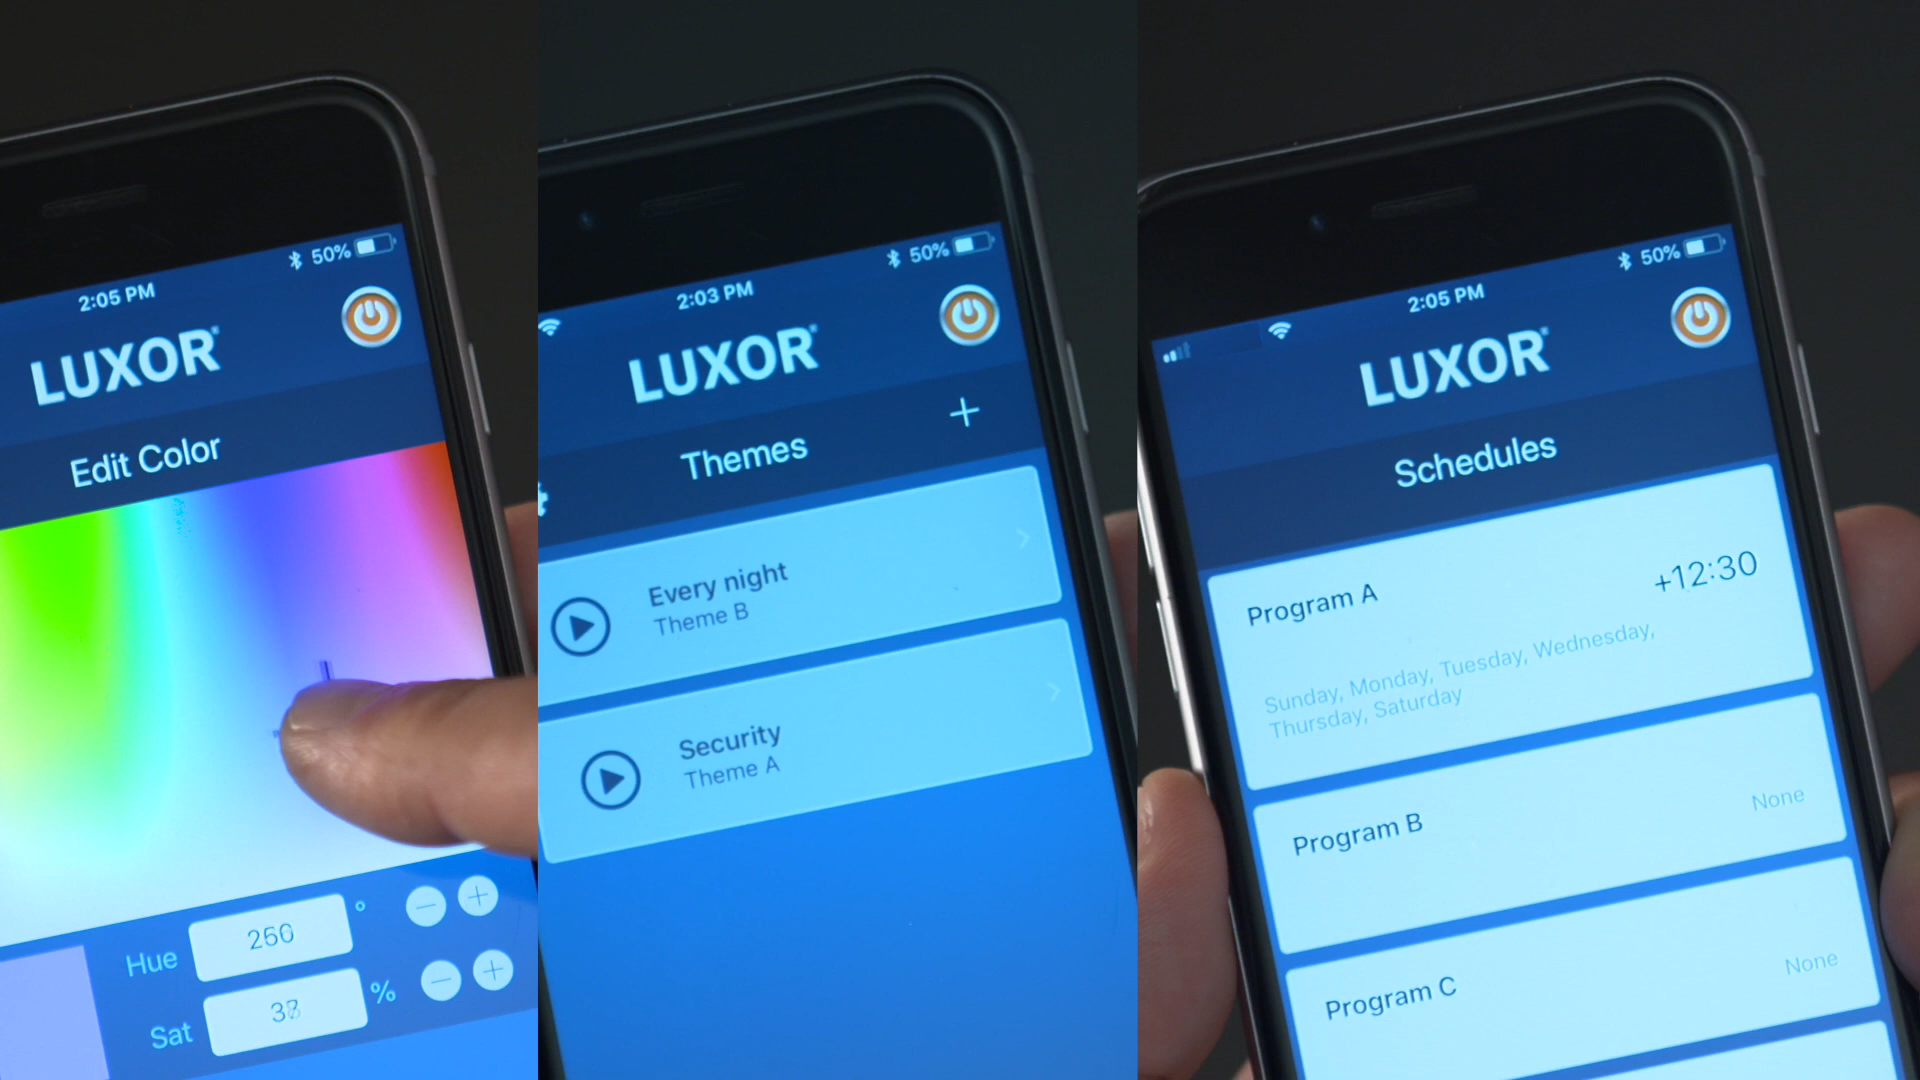 50%
2:05 PM
LUXOR®
Edit Color
Hue 256 °
Sat %
50%
2:03 PM
LUXOR®
Themes +
Every night
Theme B
Security
Theme A
50%
2:05 PM
LUXOR®
Schedules
Program A +12:30
Sunday, Monday, Tuesday, Wednesday,
Thursday, Saturday
Program B None
Program C None